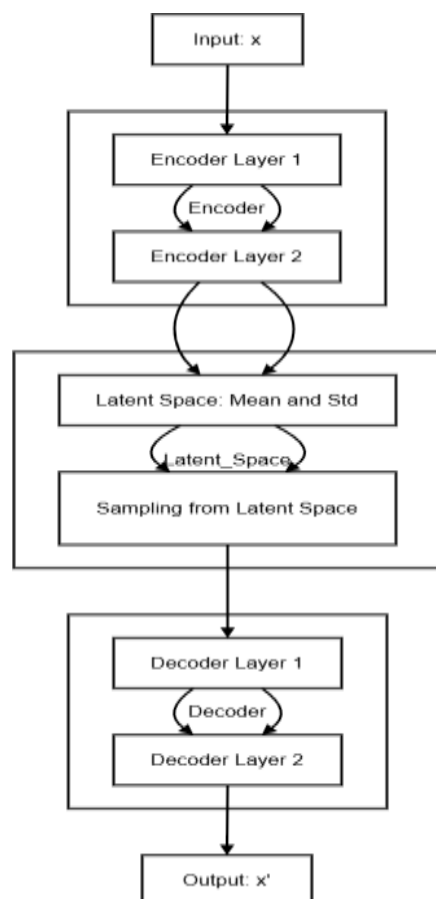 Input: x
Encoder Layer 1
Encoder
Encoder Layer 2
Latent Space: Mean and Std
Latent_Space
Sampling from Latent Space
Decoder Layer 1
Decoder
Decoder Layer 2
Output: x'